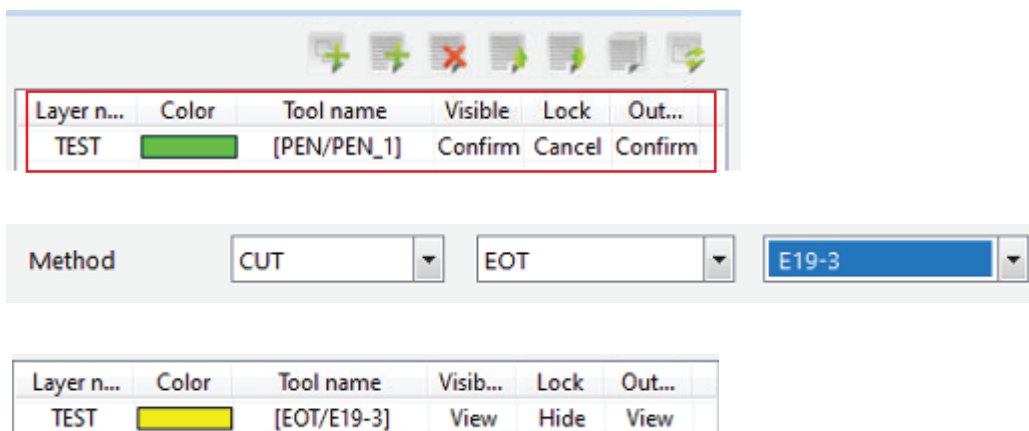 Layer n... Color Tool name Visible Lock Out...
TEST [PEN/PEN_1] Confirm Cancel Confirm
Method CUT EOT E19-3
Layer n... Color Tool name Visib... Lock Out...
TEST [EOT/E19-3] View Hide View